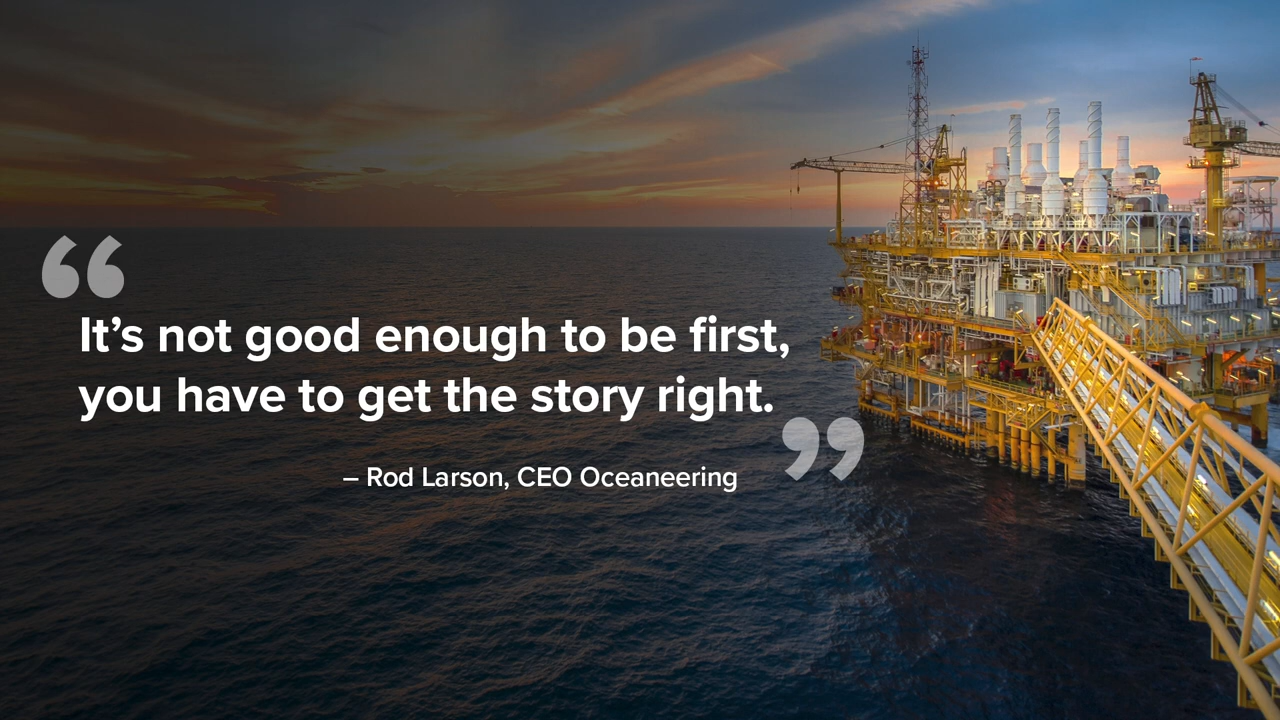 “
It’s not good enough to be first,
you have to get the story right.
”
– Rod Larson, CEO Oceaneering